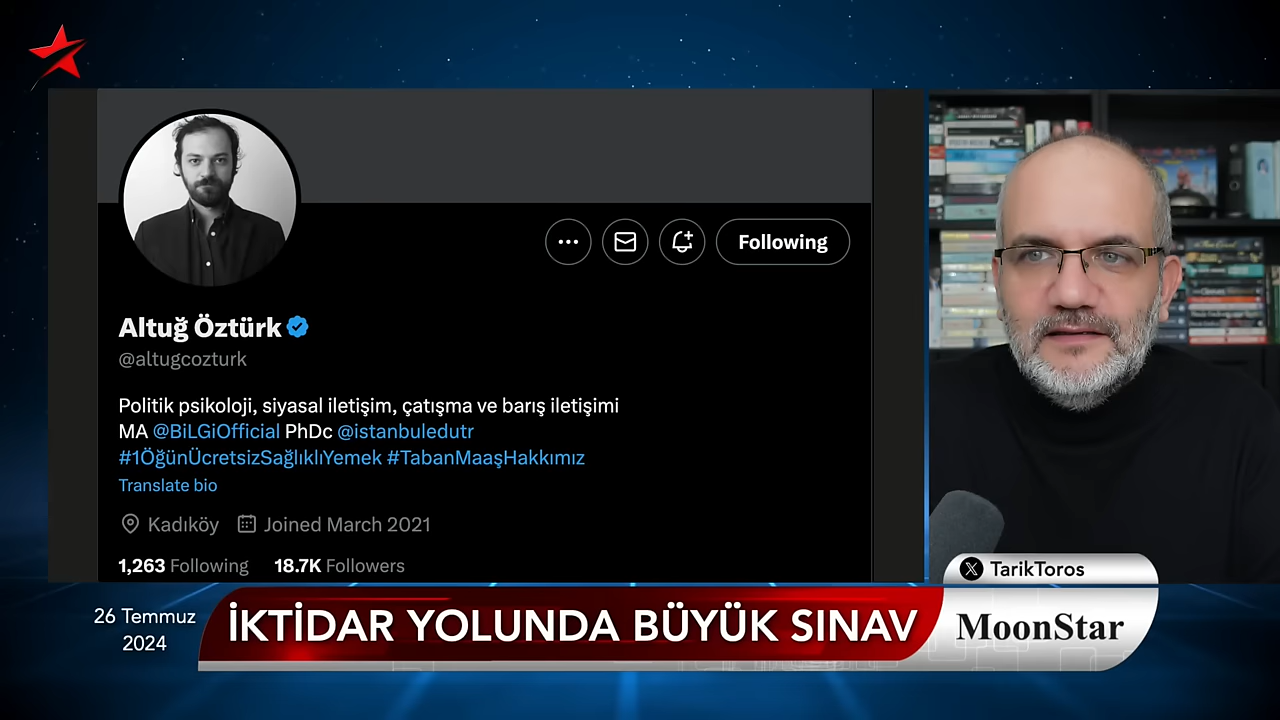 Following
Altuğ Öztürk
@altugcozturk
Politik psikoloji, siyasal iletişim, çatışma ve barış iletişimi
MA @BiLGiOfficial PhDc @istanbuledutr
#1ÖğünÜcretsizSağlıklıYemek #TabanMaaşHakkımız
Translate bio
Kadıköy Joined March 2021
1,263 Following 18.7K Followers
TarikToros
26 Temmuz
2024
İKTİDAR YOLUNDA BÜYÜK SINAV
MoonStar